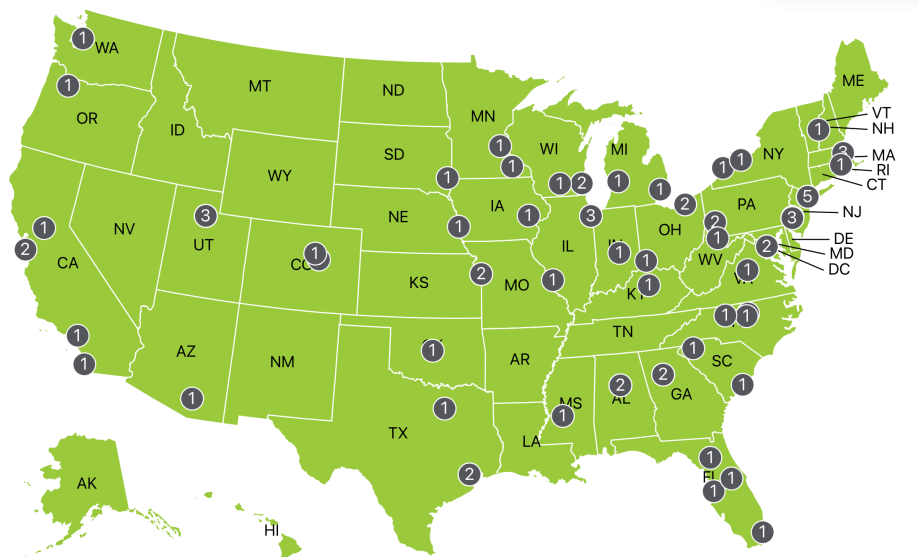 WA
1
MT
ND
ME
1
OR
ID
MN
VT
NH
1
SD
WI
MI
NY
3
MA
1
RI
CT
WY
1
1
1
1
1
1
2
1
1
NE
IA
1
1
3
OH
2
PA
5
NJ
3
UT
3
NV
1
2
CA
CO
1
IL
IN
1
1
2
1
WV
2
DE
MD
DC
KS
2
MO
1
KY
1
VA
1
1
1
AZ
NM
1
TN
1
1
SC
1
AR
MS
1
AL
2
2
GA
1
1
TX
1
LA
2
1
FL
1
1
1
AK
HI